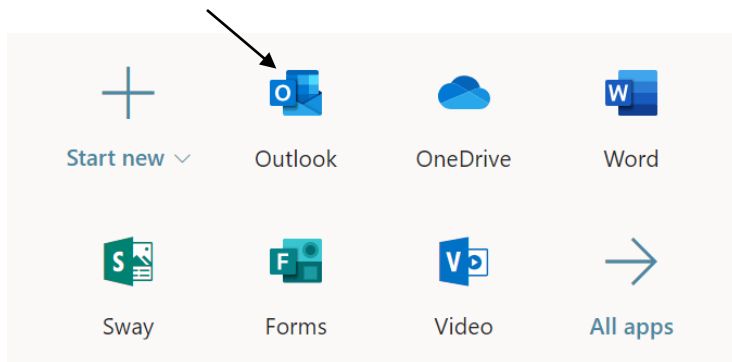 O
W
Start new
Outlook
OneDrive
Word
S
F
V
Sway
Forms
Video
All apps